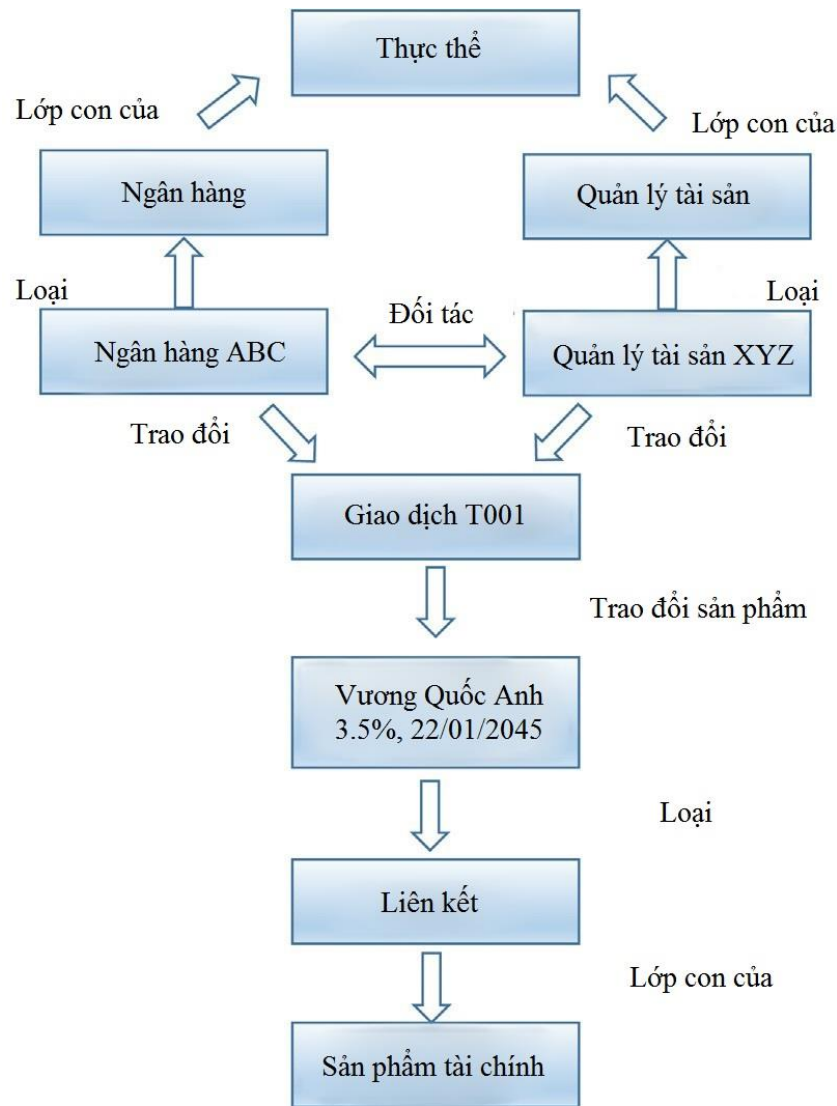 Thực thể
Lớp con của
Lớp con của
Ngân hàng
Quản lý tài sản
Loại
Loại
Đối tác
Ngân hàng ABC
Quản lý tài sản XYZ
Trao đổi
Trao đổi
Giao dịch T001
Trao đổi sản phẩm
Vương Quốc Anh
3.5%, 22/01/2045
Loại
Liên kết
Lớp con của
Sản phẩm tài chính